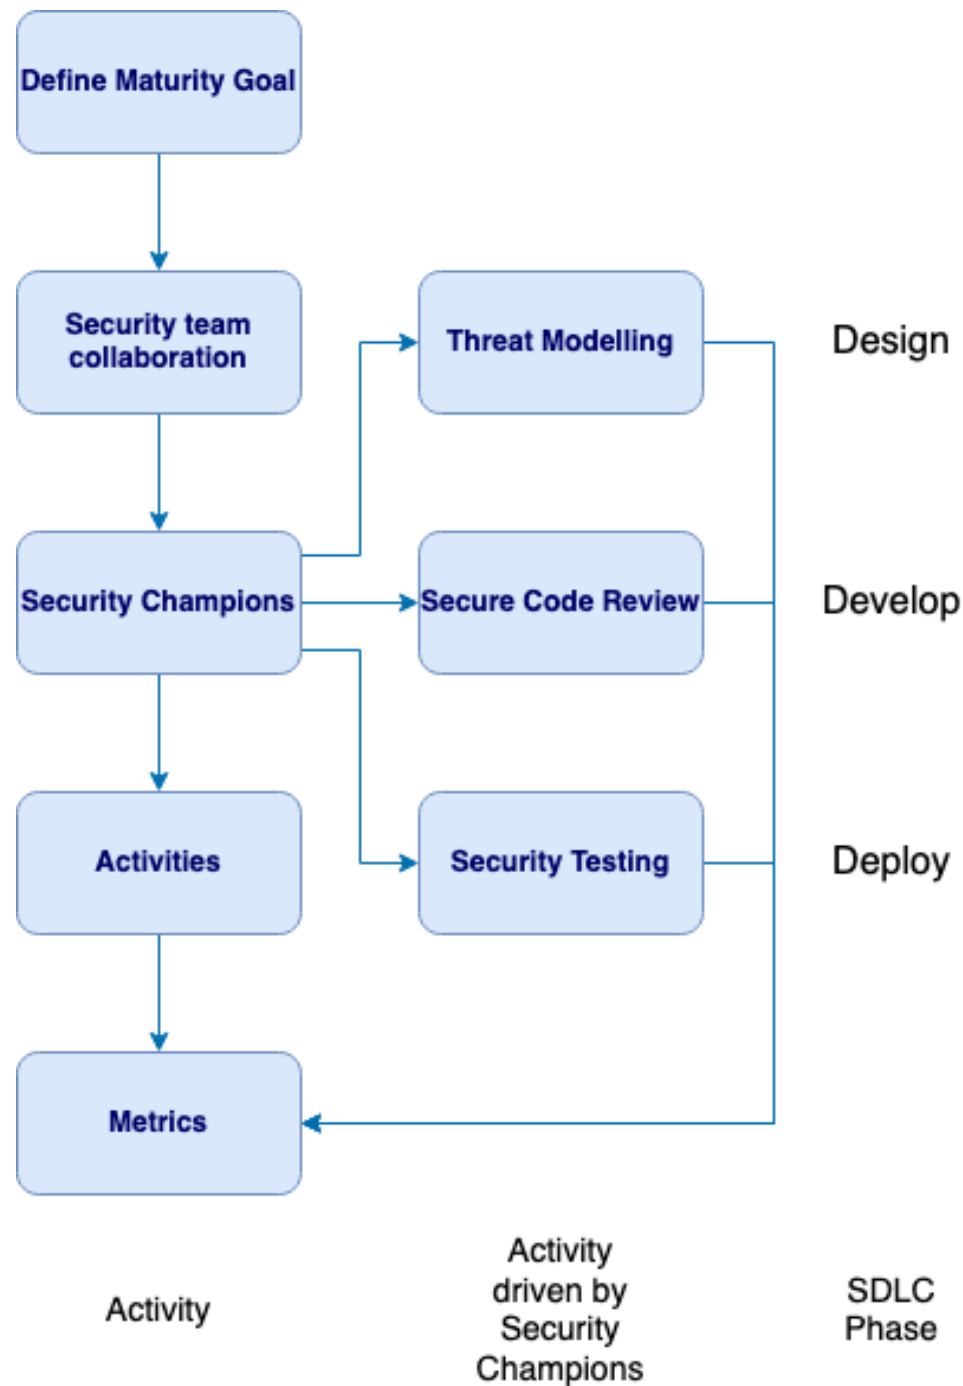 Define Maturity Goal
Security team
collaboration
Threat Modelling
Design
Security Champions
Secure Code Review
Develop
Activities
Security Testing
Deploy
Metrics
Activity
Activity
driven by
Security
Champions
SDLC
Phase